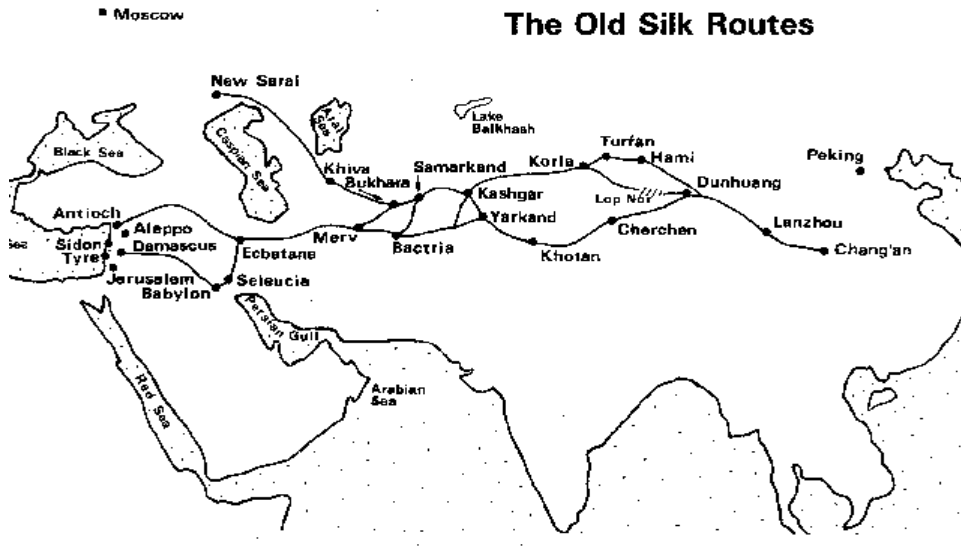 Moscow
The Old Silk Routes
New Sarai
Aral
Sea
Lake
Balkhash
Caspian Sea
Black Sea
Turfan
Hami
Korla
Peking
Samarkand
Khiva
Bukhara
Kashgar
Dunhuang
Lop Nor
Antioch
Aleppo
Yarkand
Sea
Sidon
Damascus
Tyre
Ecbatana
Merv
Bactria
Cherchen
Lanzhou
Khotan
Chang'an
Jerusalem
Seleucia
Babylon
Persian Gulf
Red Sea
Arabian
Sea